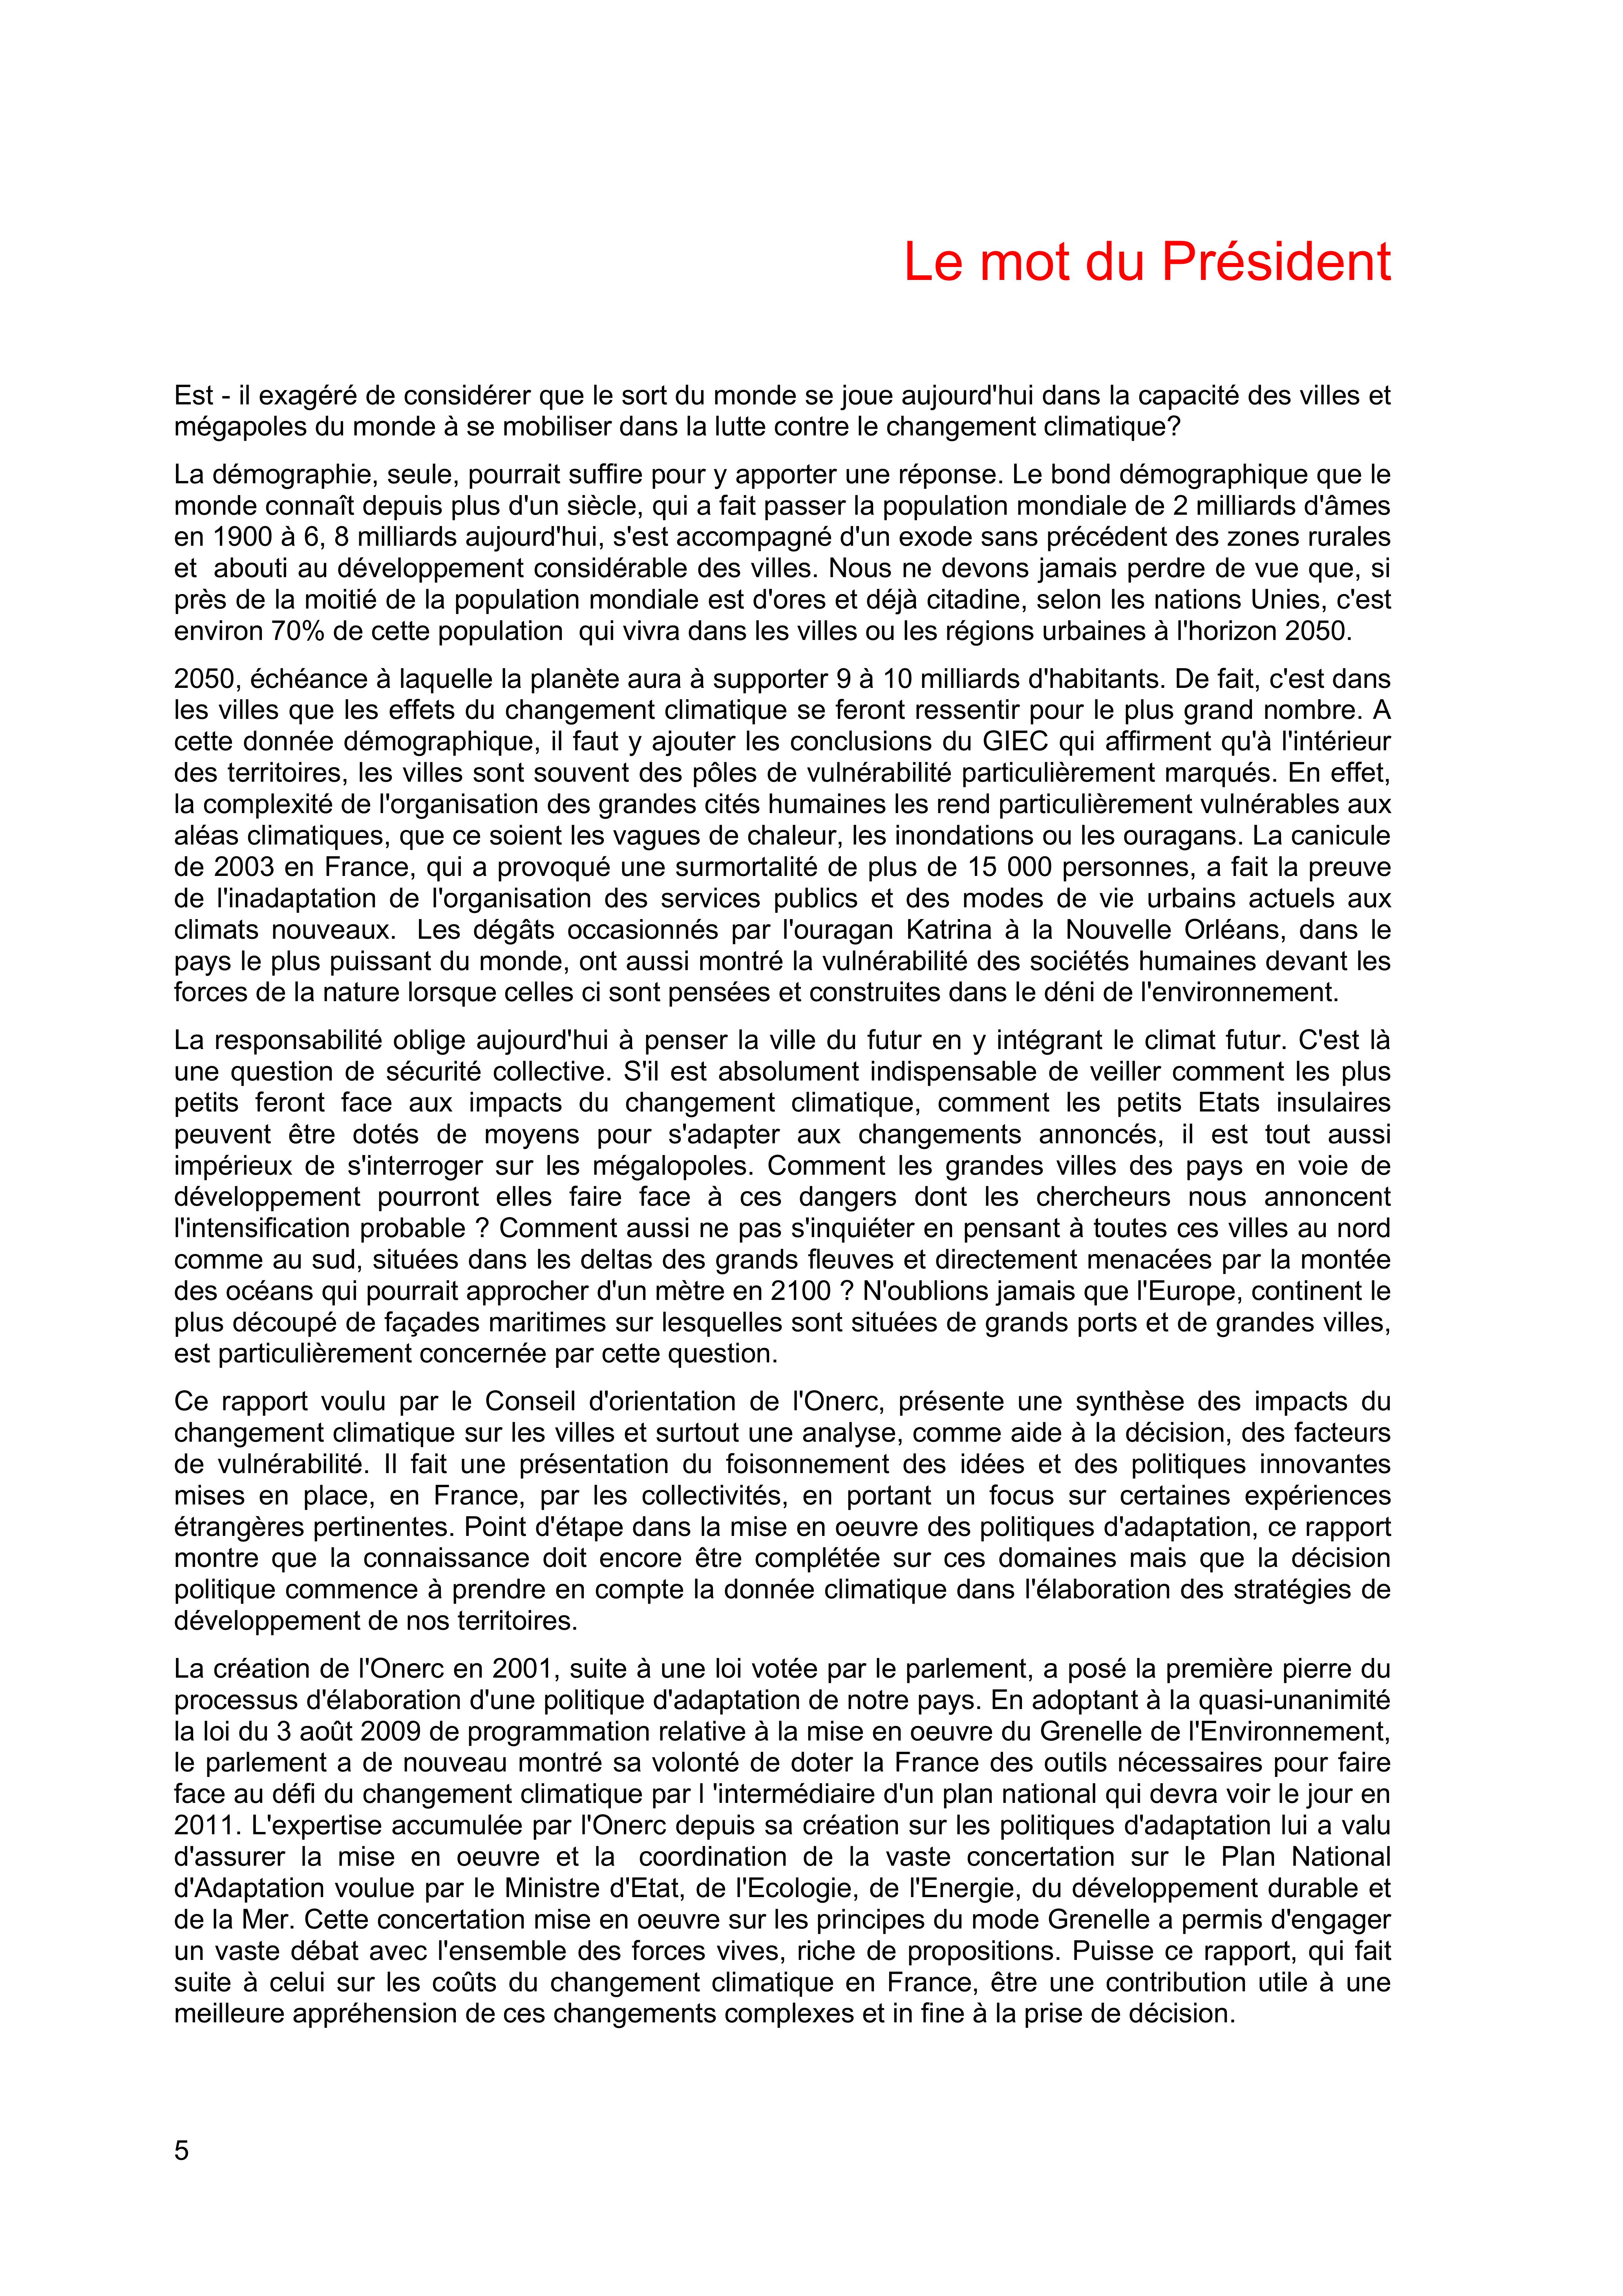 Le mot du Président
Est - il exagéré de considérer que le sort du monde se joue aujourd'hui dans la capacité des villes et
mégapoles du monde à se mobiliser dans la lutte contre le changement climatique?
La démographie, seule, pourrait suffire pour y apporter une réponse. Le bond démographique que le
monde connaît depuis plus d'un siècle, qui a fait passer la population mondiale de 2 milliards d'âmes
en 1900 à 6, 8 milliards aujourd'hui, s'est accompagné d'un exode sans précédent des zones rurales
et  abouti au développement considérable des villes. Nous ne devons jamais perdre de vue que, si
près de la moitié de la population mondiale est d'ores et déjà citadine, selon les nations Unies, c'est
environ 70% de cette population  qui vivra dans les villes ou les régions urbaines à l'horizon 2050.
2050, échéance à laquelle la planète aura à supporter 9 à 10 milliards d'habitants. De fait, c'est dans
les villes que les effets du changement climatique se feront ressentir pour le plus grand nombre. A
cette donnée démographique, il faut y ajouter les conclusions du GIEC qui affirment qu'à l'intérieur
des territoires, les villes sont souvent des pôles de vulnérabilité particulièrement marqués. En effet,
la complexité de l'organisation des grandes cités humaines les rend particulièrement vulnérables aux
aléas climatiques, que ce soient les vagues de chaleur, les inondations ou les ouragans. La canicule
de 2003 en France, qui a provoqué une surmortalité de plus de 15 000 personnes, a fait la preuve
de l'inadaptation de l'organisation des services publics et des modes de vie urbains actuels aux
climats nouveaux.  Les dégâts occasionnés par l'ouragan Katrina à la Nouvelle Orléans, dans le
pays le plus puissant du monde, ont aussi montré la vulnérabilité des sociétés humaines devant les
forces de la nature lorsque celles ci sont pensées et construites dans le déni de l'environnement.
La responsabilité oblige aujourd'hui à penser la ville du futur en y intégrant le climat futur. C'est là
une question de sécurité collective. S'il est absolument indispensable de veiller comment les plus
petits feront face aux impacts du changement climatique, comment les petits Etats insulaires
peuvent être dotés de moyens pour s'adapter aux changements annoncés, il est tout aussi
impérieux de s'interroger sur les mégalopoles. Comment les grandes villes des pays en voie de
développement pourront elles faire face à ces dangers dont les chercheurs nous annoncent
l'intensification probable ? Comment aussi ne pas s'inquiéter en pensant à toutes ces villes au nord
comme au sud, situées dans les deltas des grands fleuves et directement menacées par la montée
des océans qui pourrait approcher d'un mètre en 2100 ? N'oublions jamais que l'Europe, continent le
plus découpé de façades maritimes sur lesquelles sont situées de grands ports et de grandes villes,
est particulièrement concernée par cette question.
Ce rapport voulu par le Conseil d'orientation de l'Onerc, présente une synthèse des impacts du
changement climatique sur les villes et surtout une analyse, comme aide à la décision, des facteurs
de vulnérabilité. Il fait une présentation du foisonnement des idées et des politiques innovantes
mises en place, en France, par les collectivités, en portant un focus sur certaines expériences
étrangères pertinentes. Point d'étape dans la mise en oeuvre des politiques d'adaptation, ce rapport
montre que la connaissance doit encore être complétée sur ces domaines mais que la décision
politique commence à prendre en compte la donnée climatique dans l'élaboration des stratégies de
développement de nos territoires.
La création de l'Onerc en 2001, suite à une loi votée par le parlement, a posé la première pierre du
processus d'élaboration d'une politique d'adaptation de notre pays. En adoptant à la quasi-unanimité
la loi du 3 août 2009 de programmation relative à la mise en oeuvre du Grenelle de l'Environnement,
le parlement a de nouveau montré sa volonté de doter la France des outils nécessaires pour faire
face au défi du changement climatique par l 'intermédiaire d'un plan national qui devra voir le jour en
2011. L'expertise accumulée par l'Onerc depuis sa création sur les politiques d'adaptation lui a valu
d'assurer la mise en oeuvre et la  coordination de la vaste concertation sur le Plan National
d'Adaptation voulue par le Ministre d'Etat, de l'Ecologie, de l'Energie, du développement durable et
de la Mer. Cette concertation mise en oeuvre sur les principes du mode Grenelle a permis d'engager
un vaste débat avec l'ensemble des forces vives, riche de propositions. Puisse ce rapport, qui fait
suite à celui sur les coûts du changement climatique en France, être une contribution utile à une
meilleure appréhension de ces changements complexes et in fine à la prise de décision.
5